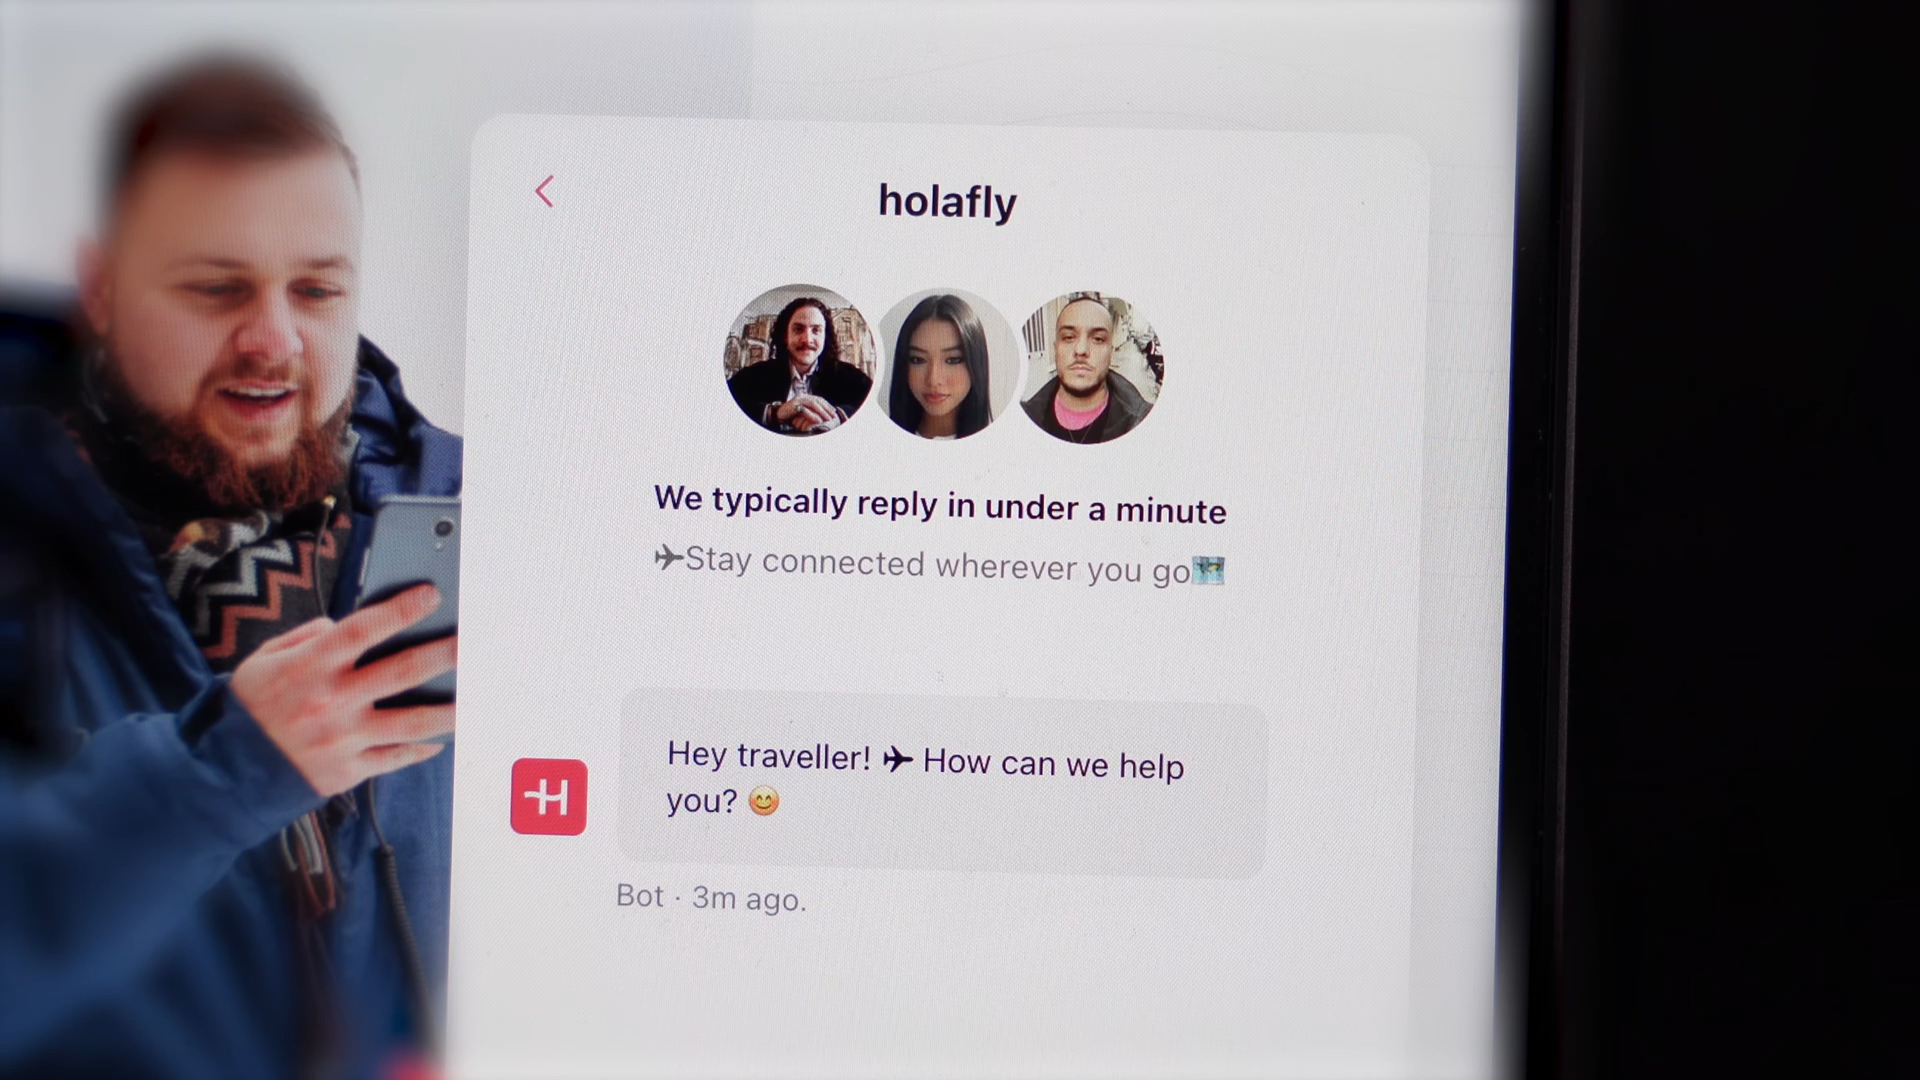 holafly
We typically reply in under a minute
✈Stay connected wherever you go🗺️
Hey traveller! ✈ How can we help
you? 😊
H
Bot · 3m ago.